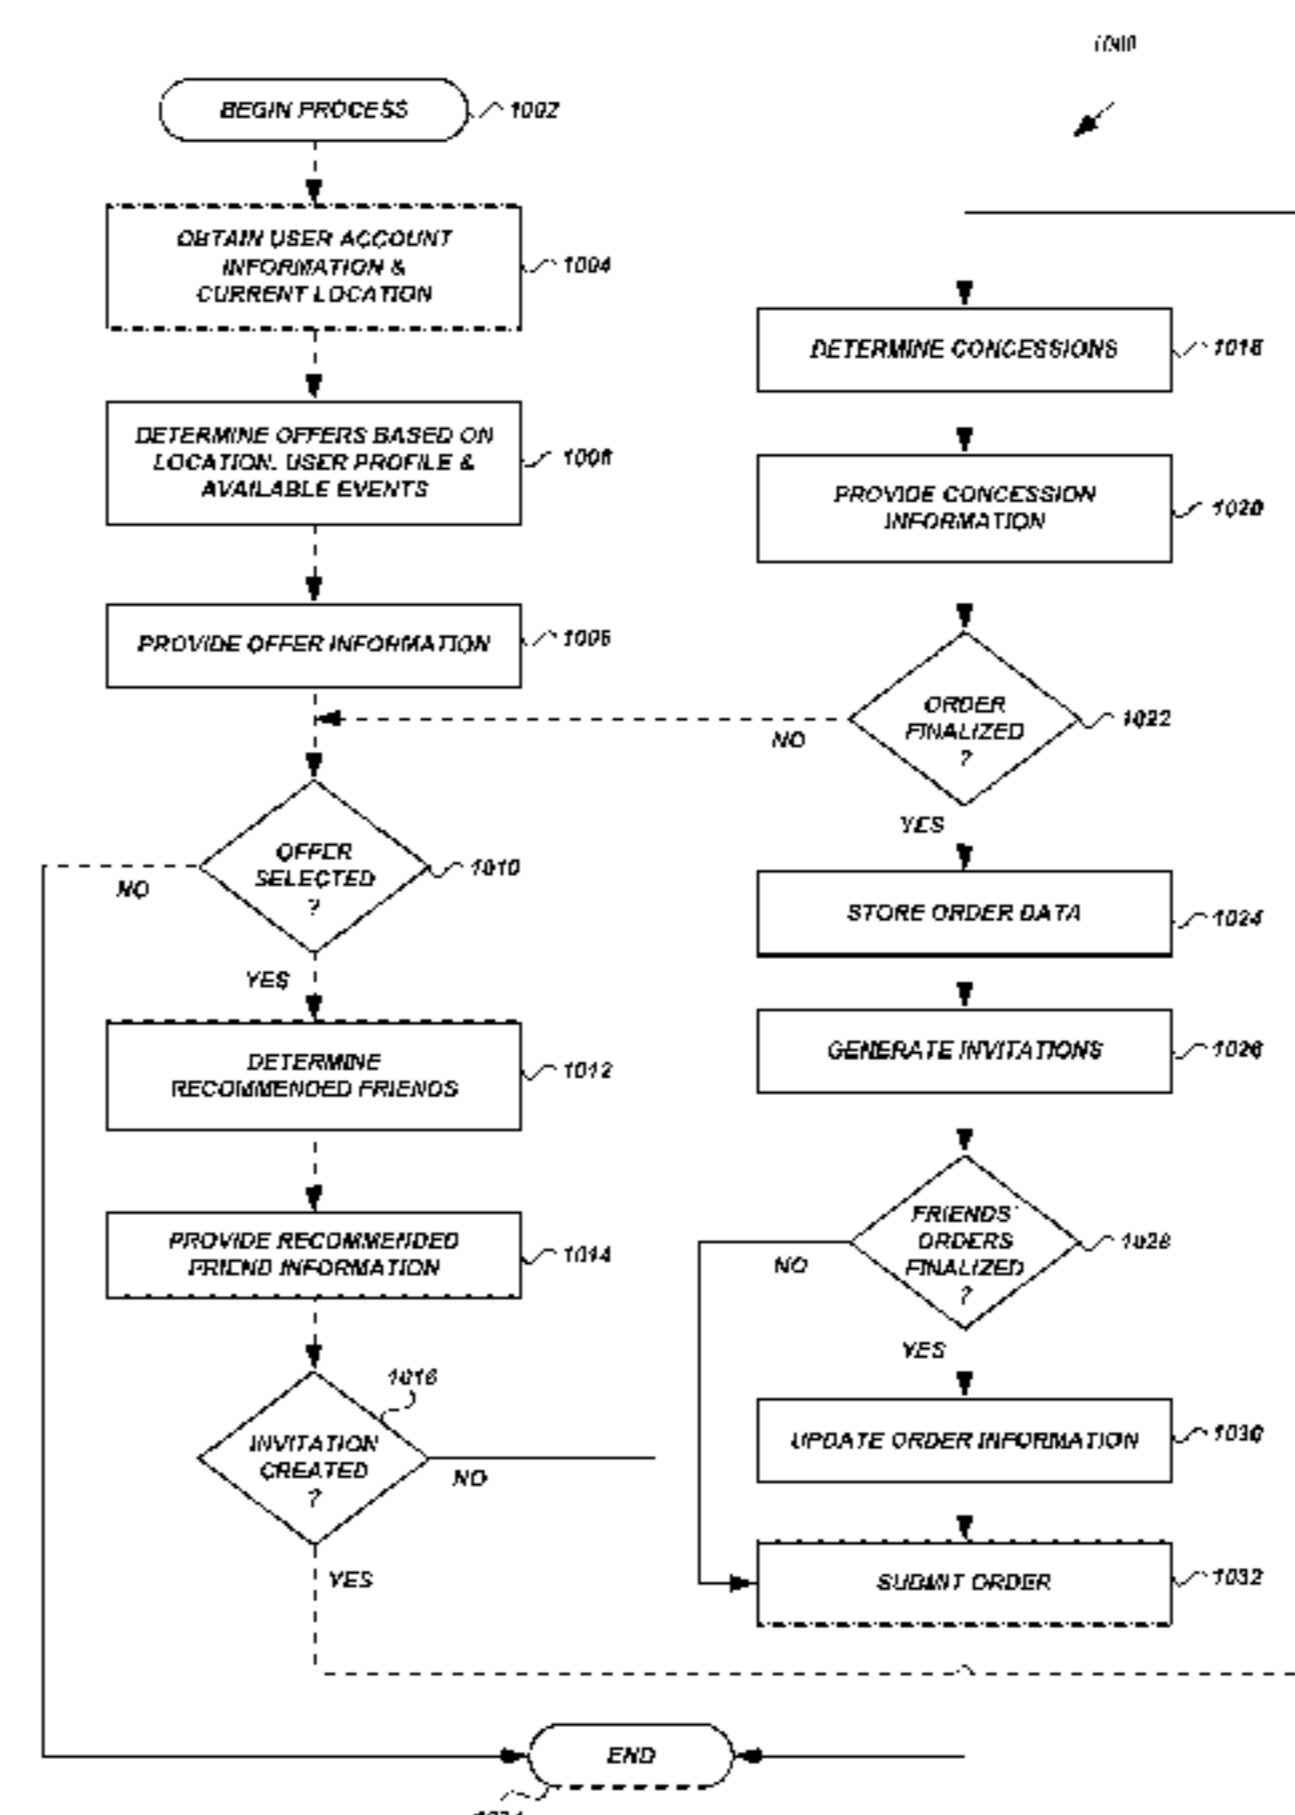 1000
BEGIN PROCESS
1002
OBTAIN USER ACCOUNT
INFORMATION &
CURRENT LOCATION
1004
DETERMINE OFFERS BASED ON
LOCATION, USER PROFILE &
AVAILABLE EVENTS
PROVIDE OFFER INFORMATION
OFFER
SELECTED
?
1010
NO
YES
DETERMINE
RECOMMENDED FRIENDS
1012
PROVIDE RECOMMENDED
FRIEND INFORMATION
1014
INVITATION
CREATED
?
1016
NO
YES
DETERMINE CONCESSIONS
1018
PROVIDE CONCESSION
INFORMATION
1020
ORDER
FINALIZED
?
1022
NO
YES
STORE ORDER DATA
1024
GENERATE INVITATIONS
1026
FRIENDS'
ORDERS
FINALIZED
?
1028
NO
YES
UPDATE ORDER INFORMATION
1030
SUBMIT ORDER
1032
END